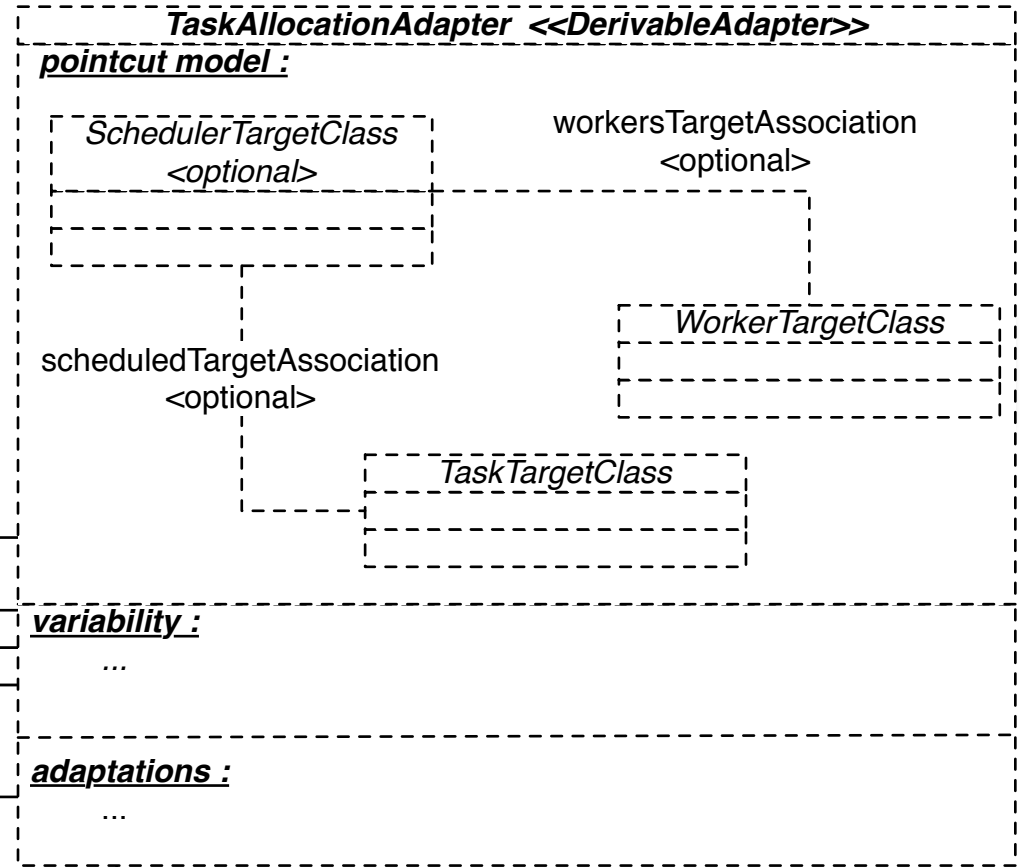 TaskAllocationAdapter <<DerivableAdapter>>
pointcut model :
SchedulerTargetClass
<optional>
workersTargetAssociation
<optional>
WorkerTargetClass
scheduledTargetAssociation
<optional>
TaskTargetClass
variability :
...
adaptations :
...